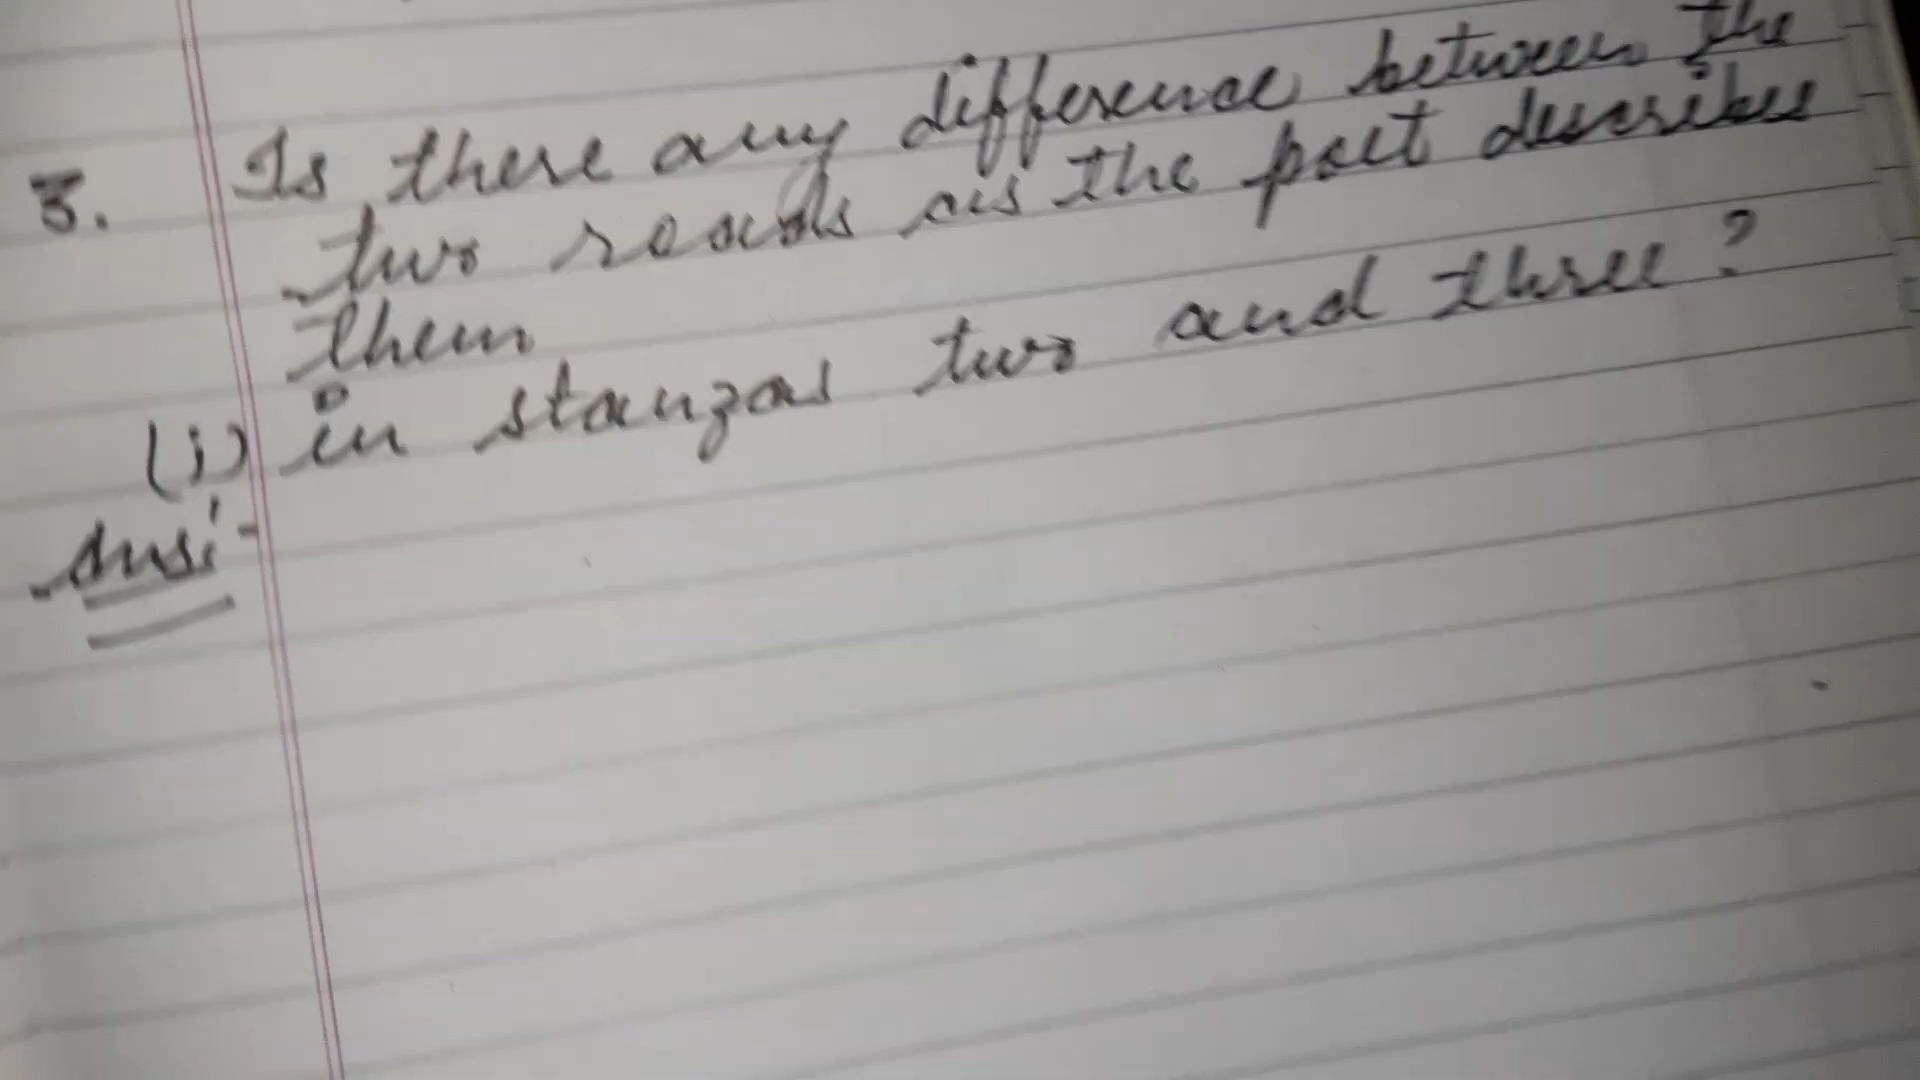 3. Is there any difference between the
two roads as the poet describes
them
(i) in stanzas two and three?
Ans:-